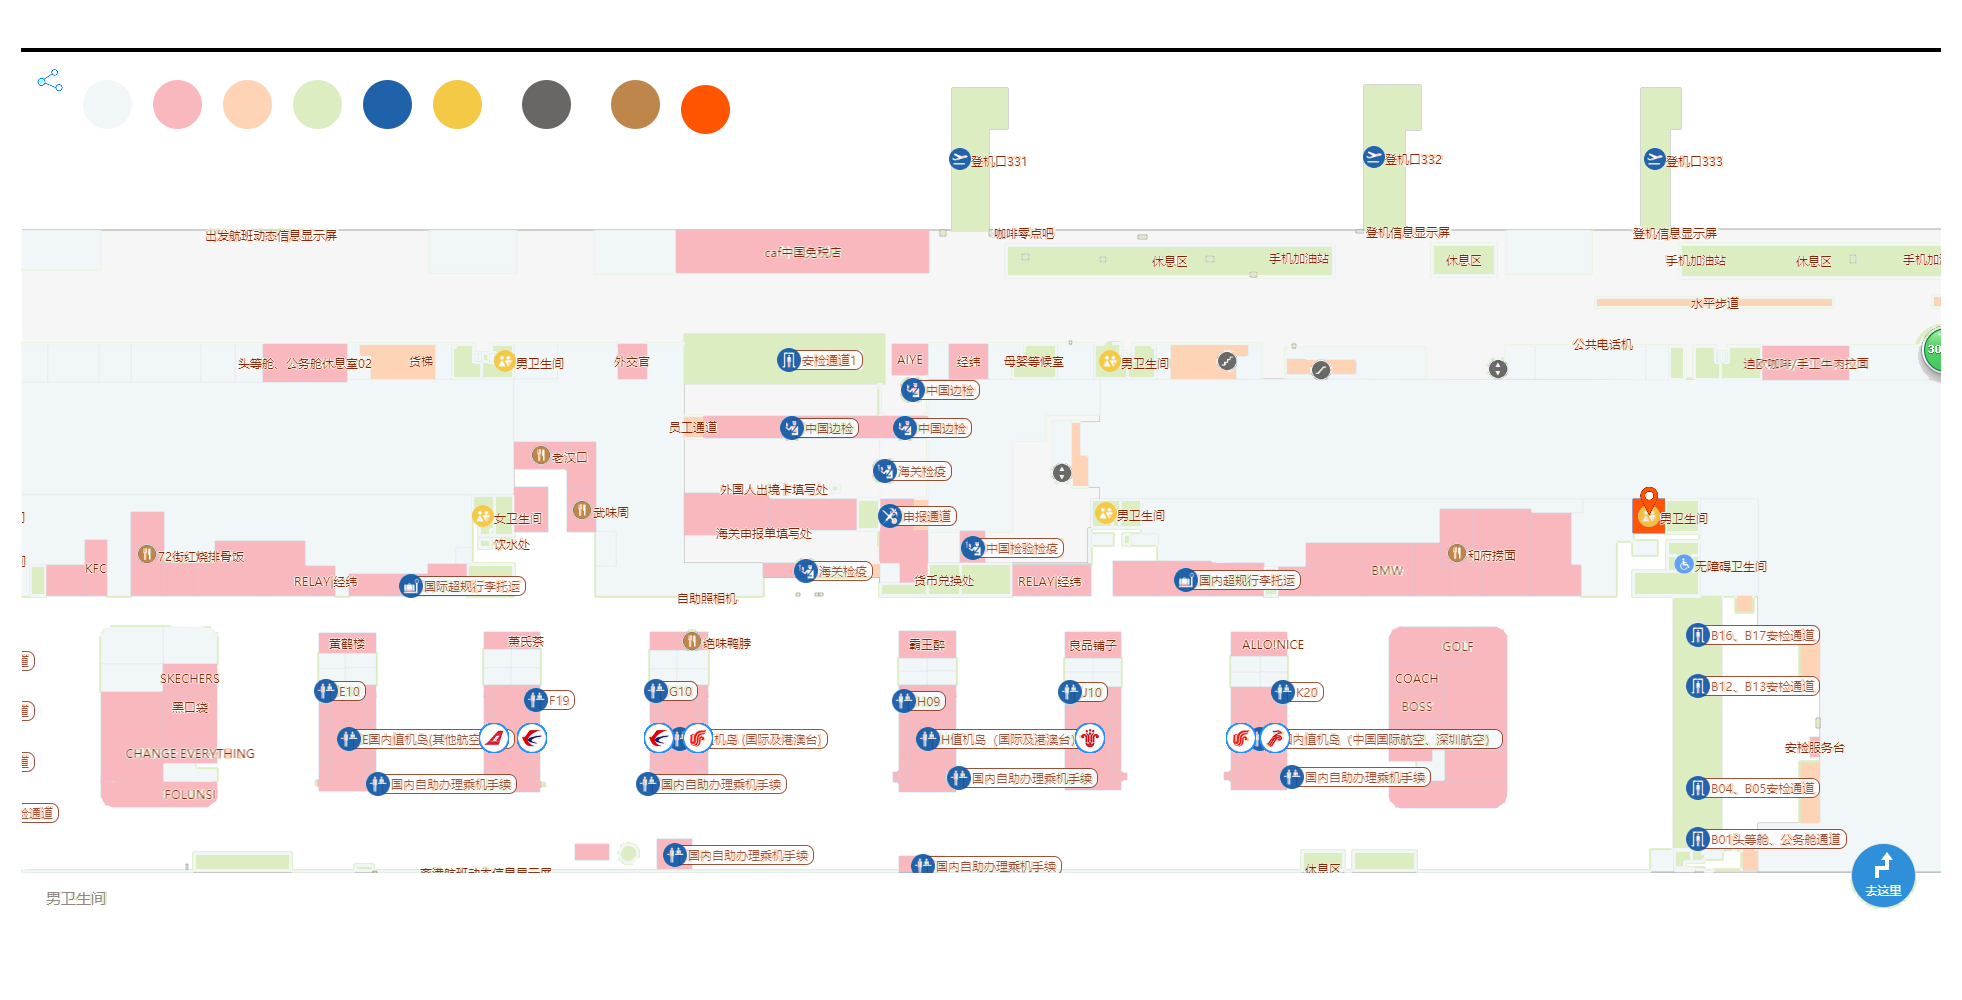 登机口331
登机口332
登机口333
出发航班动态信息显示屏
咖啡零点吧
登机信息显示屏
登机信息显示屏
caf中国免税店
休息区
手机加油站
休息区
手机加油站
休息区
手机加
水平步道
公共电话机
30
头等舱、公务舱休息室02
货梯
男卫生间
外交官
安检通道1
AIYE
经纬
母婴等候室
男卫生间
迪欧咖啡/手工牛肉拉面
中国边检
员工通道
中国边检
中国边检
老汉口
海关检疫
外国人出境卡填写处
女卫生间
武味周
申报通道
男卫生间
男卫生间
海关申报单填写处
饮水处
中国检验检疫
72街红烧排骨饭
和府捞面
KFC
RELAY|经纬
国际超规行李托运
海关检疫
货币兑换处
RELAY|经纬
国内超规行李托运
BMW
无障碍卫生间
自助照相机
黄鹤楼
萧氏茶
绝味鸭脖
霸王醉
良品铺子
ALLO!NICE
GOLF
B16、B17安检通道
道
SKECHERS
COACH
E10
F19
G10
H09
J10
K20
B12、B13安检通道
黑口袋
BOSS
道
E国内值机岛(其他航空
机岛 (国际及港澳台)
H值机岛（国际及港澳台）
内值机岛（中国国际航空、深圳航空）
CHANGE EVERYTHING
安检服务台
道
国内自助办理乘机手续
国内自助办理乘机手续
国内自助办理乘机手续
国内自助办理乘机手续
FOLUNSI
B04、B05安检通道
检通道
B01头等舱、公务舱通道
国内自助办理乘机手续
国内自助办理乘机手续
休息区
去这里
男卫生间